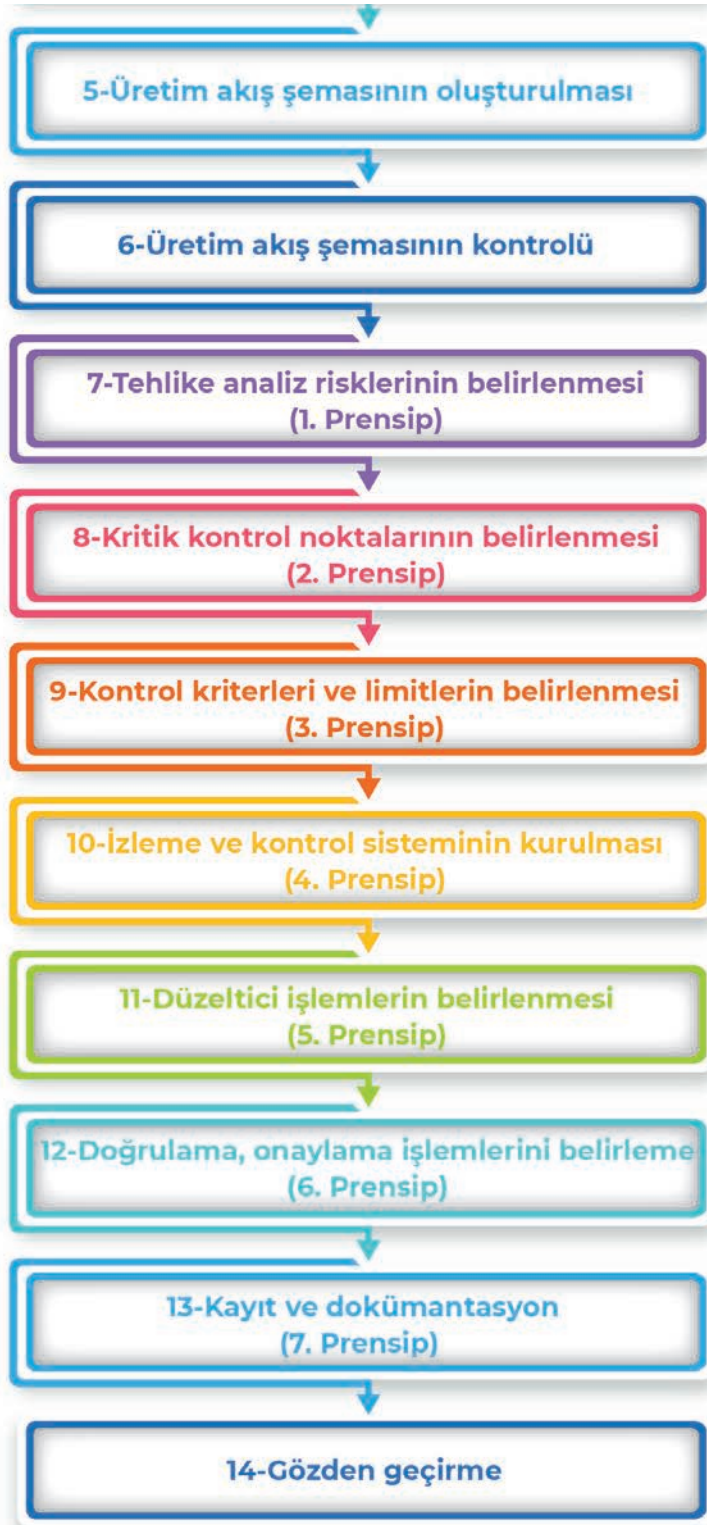 5-Üretim akış şemasının oluşturulması
6-Üretim akış şemasının kontrolü
7-Tehlike analiz risklerinin belirlenmesi
(1. Prensip)
8-Kritik kontrol noktalarının belirlenmesi
(2. Prensip)
9-Kontrol kriterleri ve limitlerin belirlenmesi
(3. Prensip)
10-İzleme ve kontrol sisteminin kurulması
(4. Prensip)
11-Düzeltici işlemlerin belirlenmesi
(5. Prensip)
12-Doğrulama, onaylama işlemlerini belirleme
(6. Prensip)
13-Kayıt ve dokümantasyon
(7. Prensip)
14-Gözden geçirme